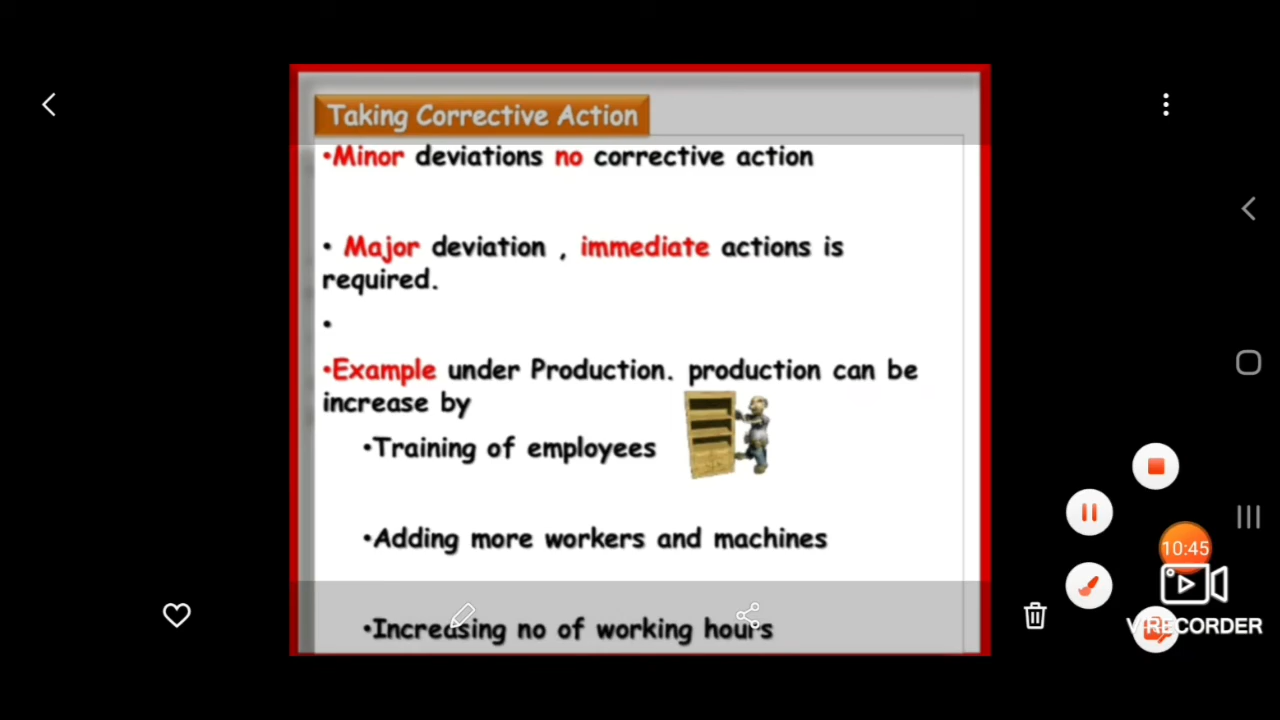 Taking Corrective Action
•Minor deviations no corrective action
• Major deviation , immediate actions is
required.
•
•Example under Production. production can be
increase by
•Training of employees
•Adding more workers and machines
•Increasing no of working hours
10:45
V RECORDER